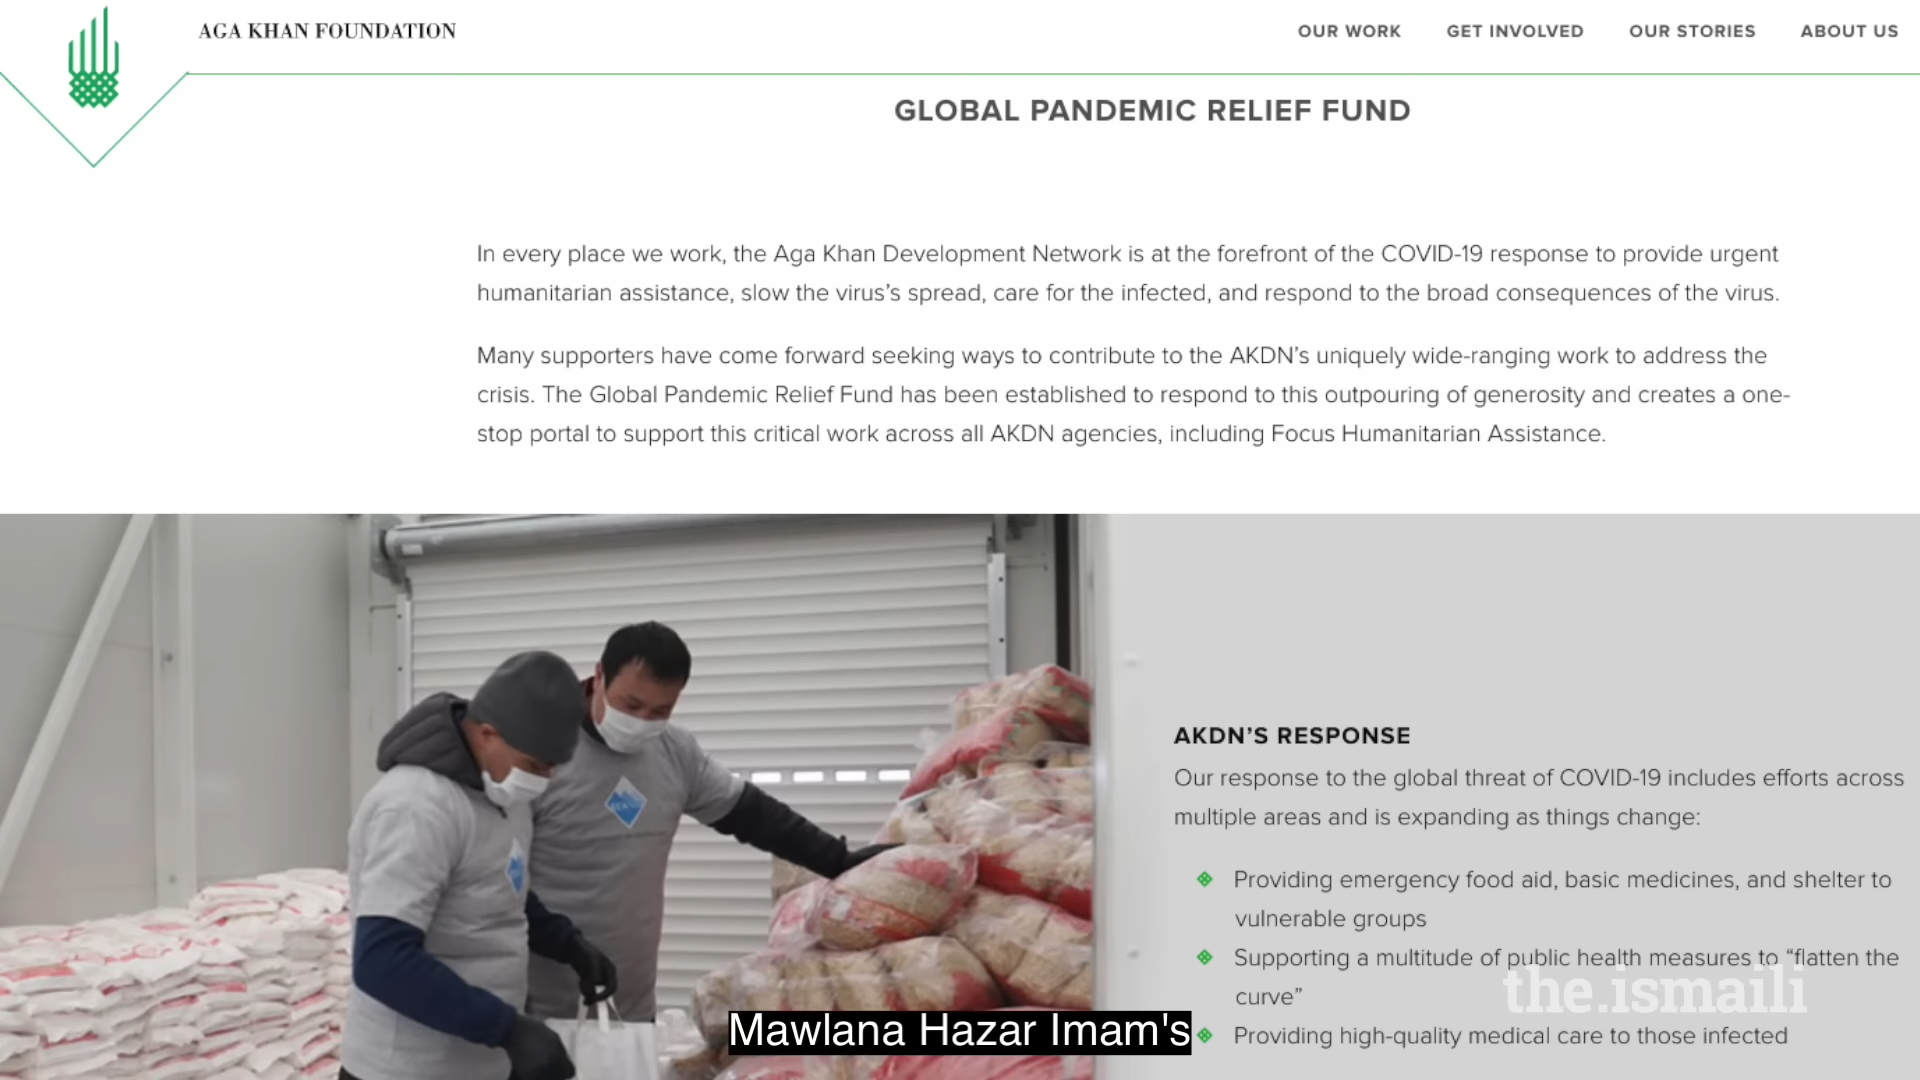 AGA KHAN FOUNDATION
OUR WORK GET INVOLVED OUR STORIES ABOUT US
GLOBAL PANDEMIC RELIEF FUND
In every place we work, the Aga Khan Development Network is at the forefront of the COVID-19 response to provide urgent
humanitarian assistance, slow the virus’s spread, care for the infected, and respond to the broad consequences of the virus.
Many supporters have come forward seeking ways to contribute to the AKDN’s uniquely wide-ranging work to address the
crisis. The Global Pandemic Relief Fund has been established to respond to this outpouring of generosity and creates a one-
stop portal to support this critical work across all AKDN agencies, including Focus Humanitarian Assistance.
AKDN’S RESPONSE
Our response to the global threat of COVID-19 includes efforts across
multiple areas and is expanding as things change:
Providing emergency food aid, basic medicines, and shelter to
vulnerable groups
Supporting a multitude of public health measures to “flatten the
curve”
the.ismaili
Providing high-quality medical care to those infected
Mawlana Hazar Imam's